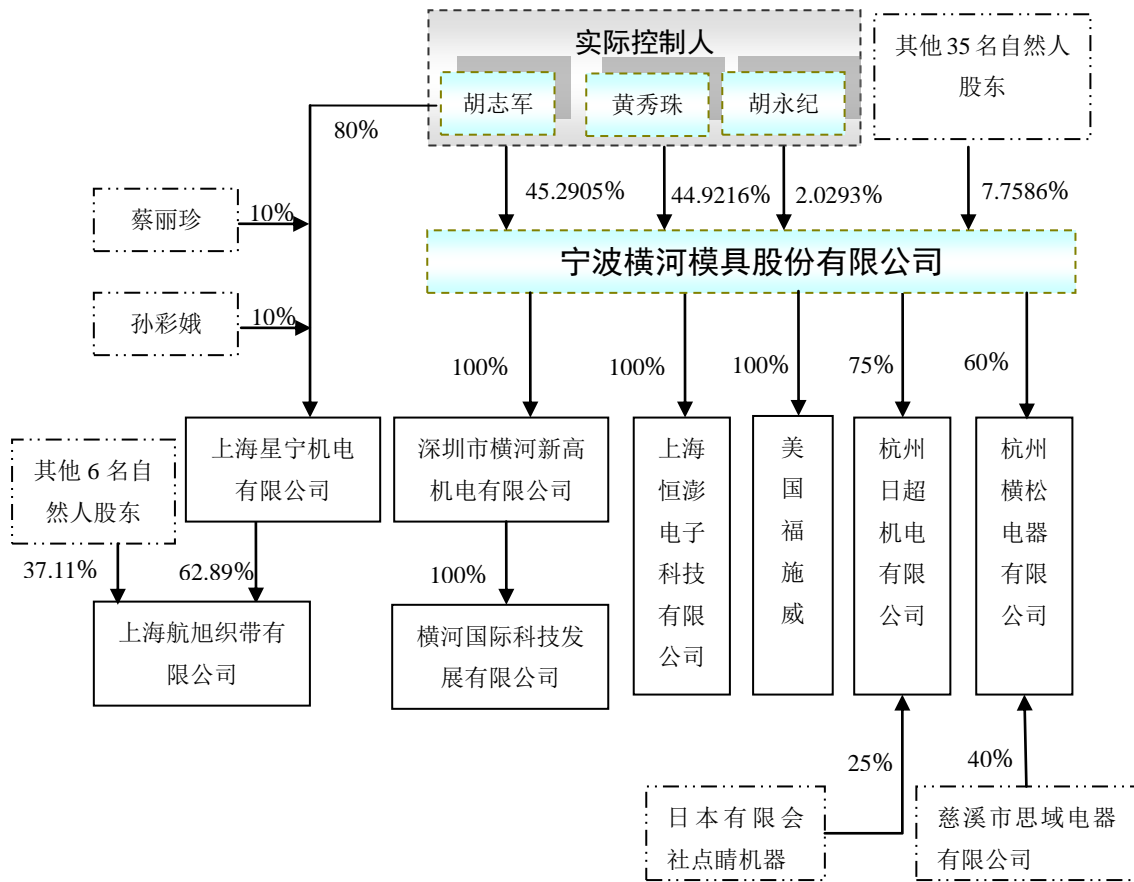 实际控制人
其他 35 名自然人
股东
胡志军
黄秀珠
胡永纪
80%
45.2905%
44.9216%
2.0293%
7.7586%
蔡丽珍
10%
宁波横河模具股份有限公司
孙彩娥
10%
100%
100%
100%
75%
60%
其他 6 名自
然人股东
上海星宁机电
有限公司
深圳市横河新高
机电有限公司
上海
恒澎
电子
科技
有限
公司
美
国
福
施
威
杭州
日超
机电
有限
公司
杭州
横松
电器
有限
公司
37.11%
62.89%
100%
上海航旭织带有
限公司
横河国际科技发
展有限公司
25%
40%
日本有限会
社点睛机器
慈溪市思域电器
有限公司